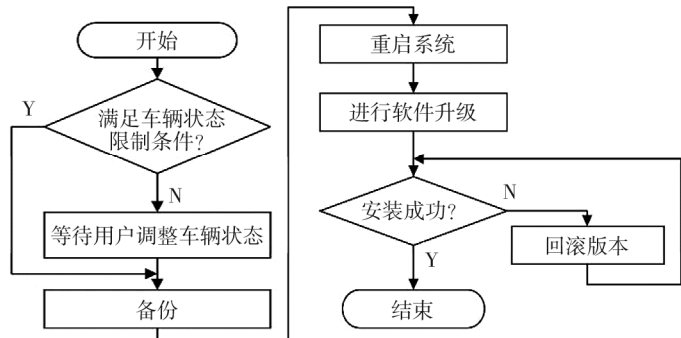 开始
Y
满足车辆状态
限制条件?
N
等待用户调整车辆状态
备份
重启系统
进行软件升级
安装成功?
N
回滚版本
Y
结束